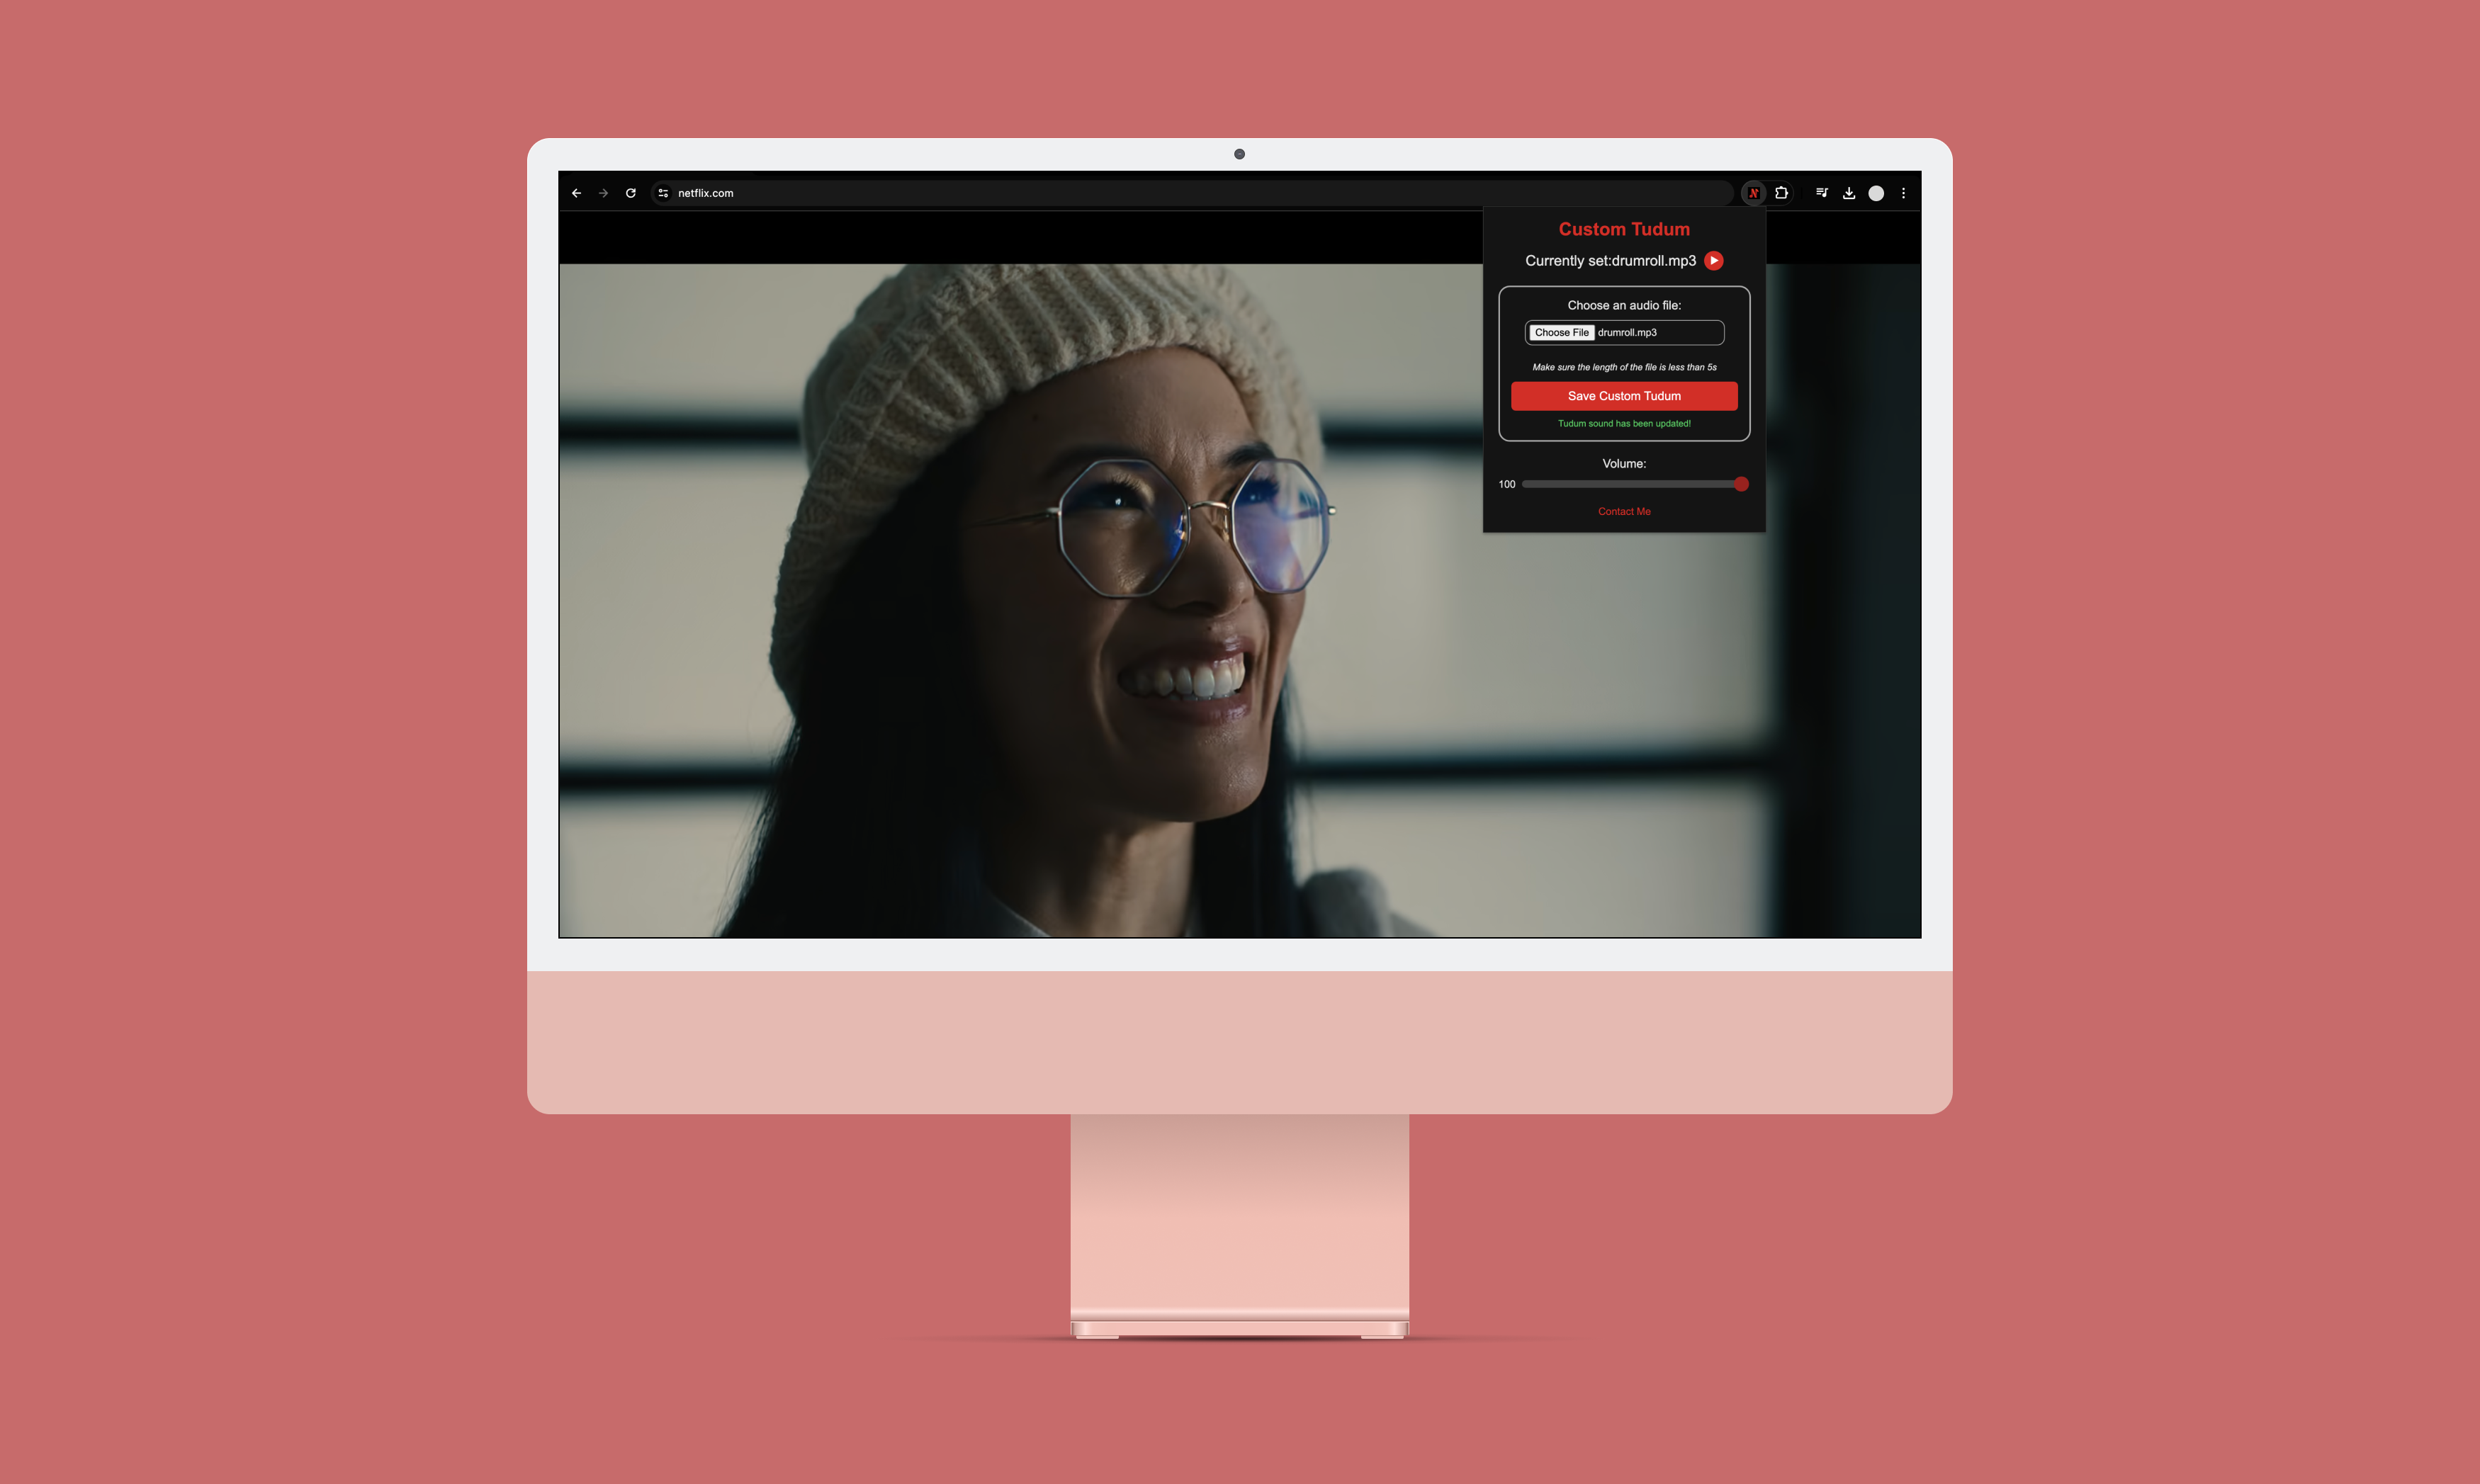 netflix.com
N
Custom Tudum
Currently set:drumroll.mp3
Choose an audio file:
Choose File drumroll.mp3
Make sure the length of the file is less than 5s
Save Custom Tudum
Tudum sound has been updated!
Volume:
100
Contact Me